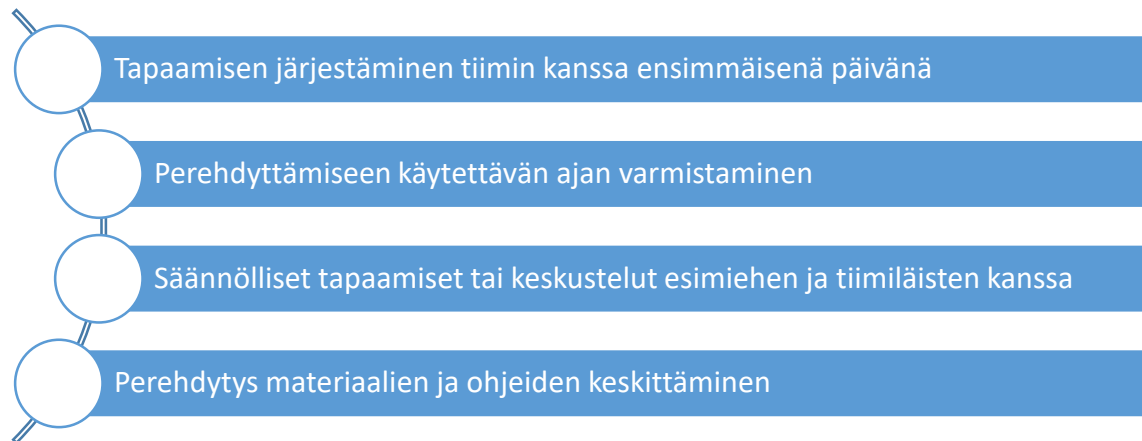 Tapaamisen järjestäminen tiimin kanssa ensimmäisenä päivänä
Perehdyttämiseen käytettävän ajan varmistaminen
Säännölliset tapaamiset tai keskustelut esimiehen ja tiimiläisten kanssa
Perehdytys materiaalien ja ohjeiden keskittäminen